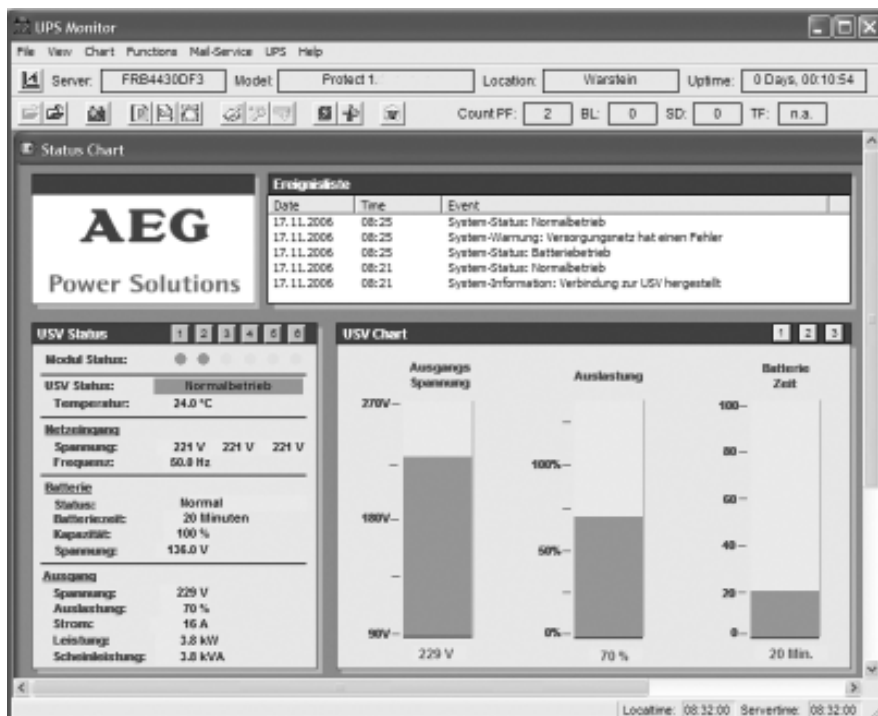 UPS Monitor
File View Chart Functions Mail-Service UPS Help
Server: FRB4430DF3 Model: Protect 1. Location: Warstein Uptime: 0 Days, 00:10:54
Count PF: 2 BL: 0 SD: 0 TF: n.a.
Status Chart
AEG
Power Solutions
Ereignisliste
Date Time Event
17.11.2006 08:25 System-Status: Normalbetrieb
17.11.2006 08:25 System-Warnung: Versorgungsnetz hat einen Fehler
17.11.2006 08:25 System-Status: Batteriebetrieb
17.11.2006 08:21 System-Status: Normalbetrieb
17.11.2006 08:21 System-Information: Verbindung zur USV hergestellt
USV Status 1 2 3 4 5 6
Modul Status:
USV Status: Normalbetrieb
Temperatur: 24.0 °C
Netzeingang
Spannung: 221 V 221 V 221 V
Frequenz: 50.0 Hz
Batterie
Status: Normal
Batteriezeit: 20 Minuten
Kapazität: 100 %
Spannung: 136.0 V
Ausgang
Spannung: 229 V
Auslastung: 70 %
Strom: 16 A
Leistung: 3.8 kW
Scheinleistung: 3.8 kVA
USV Chart 1 2 3
Ausgangs
Spannung
270V
180V
90V
229 V
Auslastung
100%
50%
0%
70 %
Batterie
Zeit
100
80
60
40
20
0
20 Min.
Localtime: 08:32:00 Servertime: 08:32:00